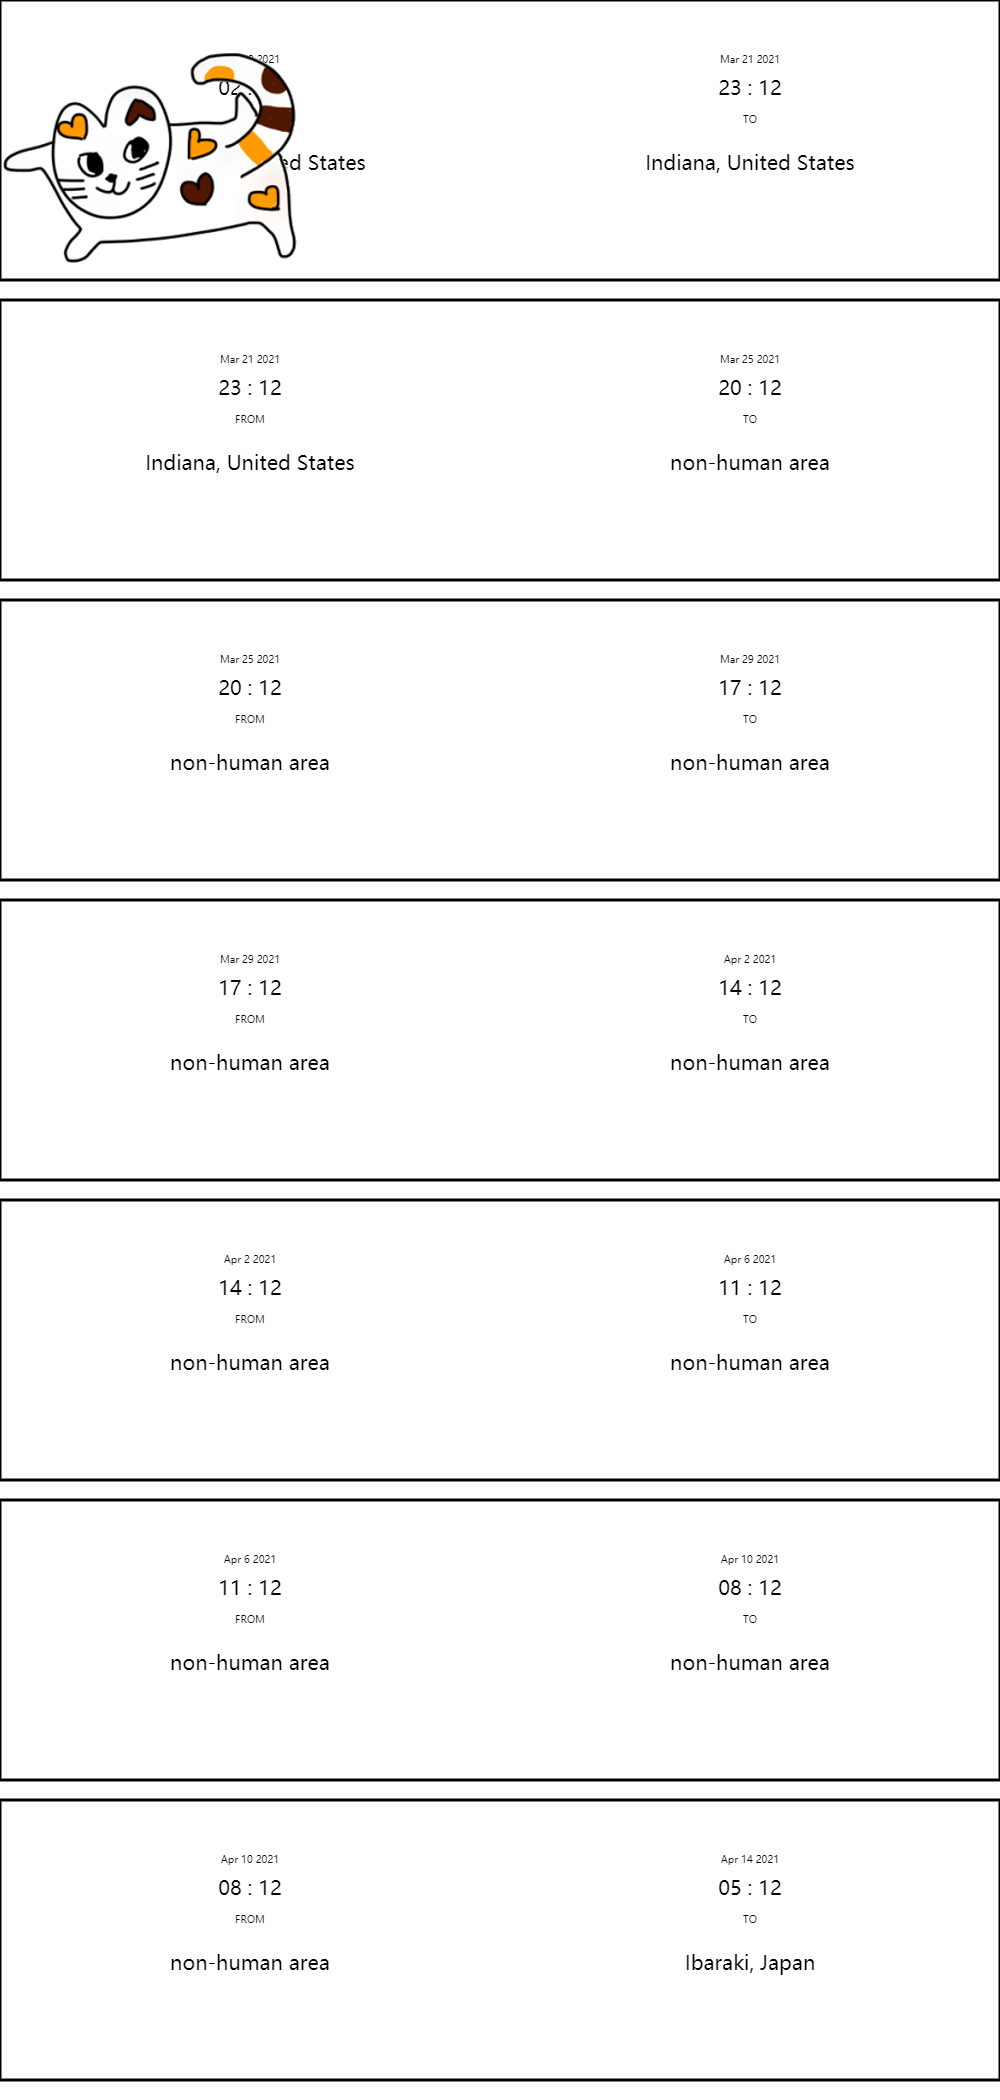 2021
Mar 21 2021
02 :
23 : 12
TO
States
Indiana, United States
Mar 21 2021
Mar 25 2021
23 : 12
20 : 12
FROM
TO
Indiana, United States
non-human area
Mar 25 2021
Mar 29 2021
20 : 12
17 : 12
FROM
TO
non-human area
non-human area
Mar 29 2021
Apr 2 2021
17 : 12
14 : 12
FROM
TO
non-human area
non-human area
Apr 2 2021
Apr 6 2021
14 : 12
11 : 12
FROM
TO
non-human area
non-human area
Apr 6 2021
Apr 10 2021
11 : 12
08 : 12
FROM
TO
non-human area
non-human area
Apr 10 2021
Apr 14 2021
08 : 12
05 : 12
FROM
TO
non-human area
Ibaraki, Japan